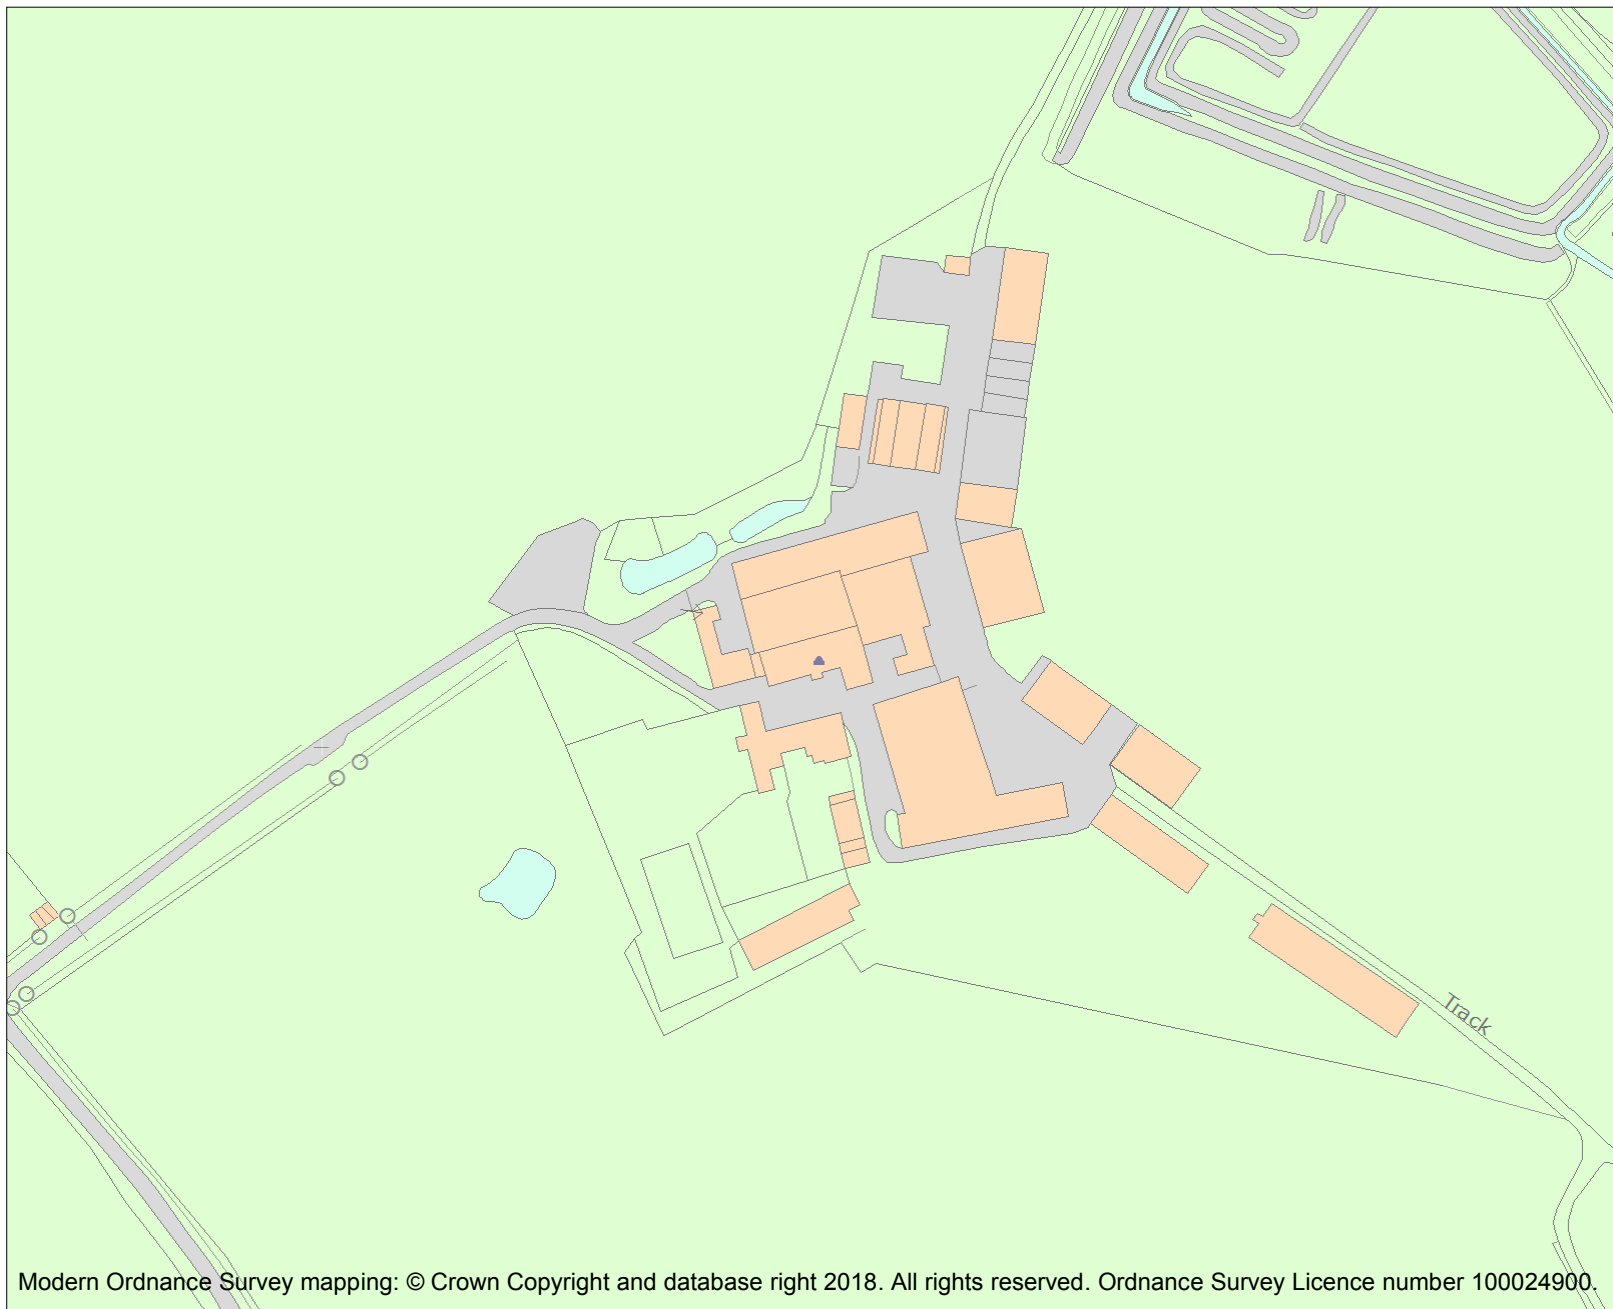 Track
Modern Ordnance Survey mapping: © Crown Copyright and database right 2018. All rights reserved. Ordnance Survey Licence number 100024900.